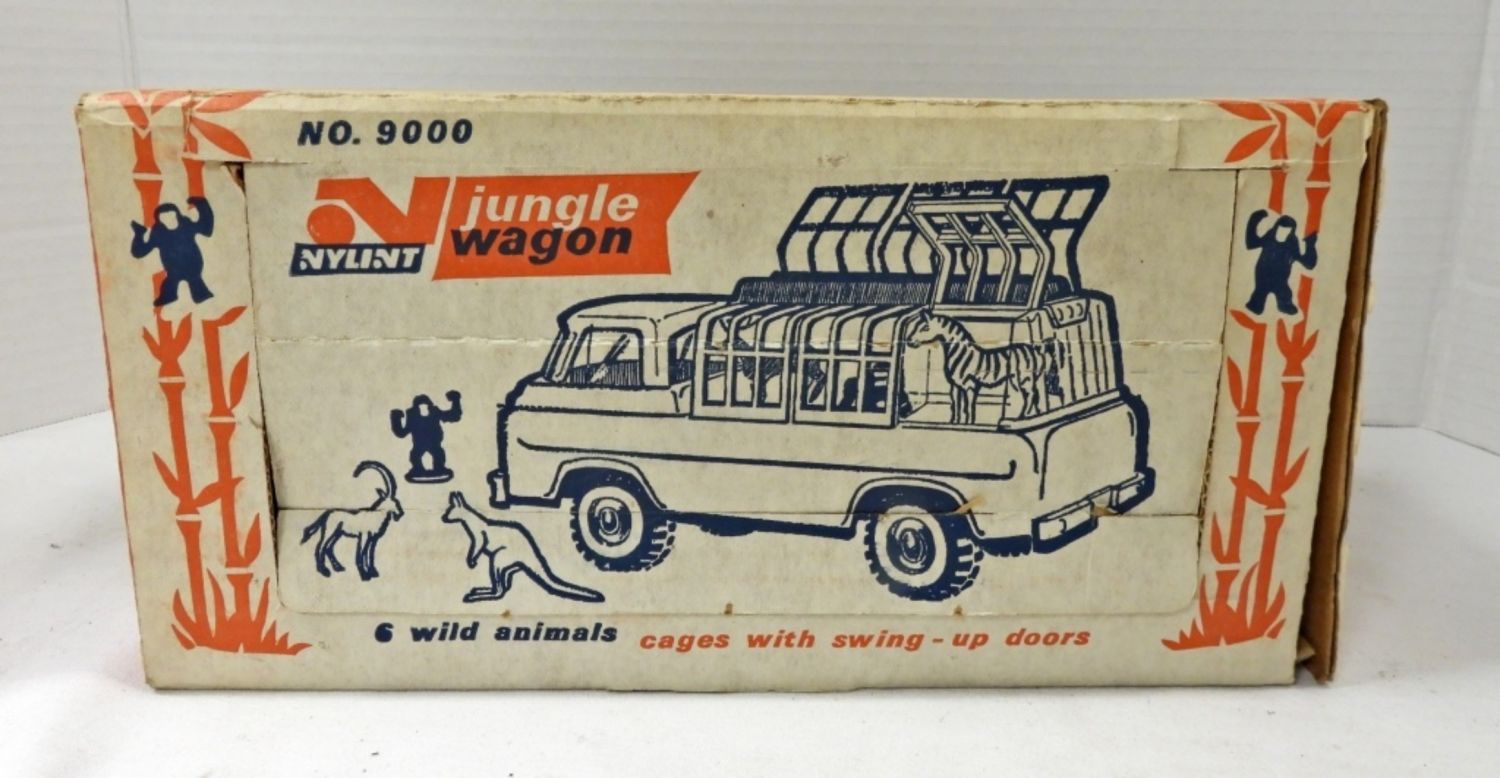 NO. 9000
NYLINT
jungle
wagon
6 wild animals cages with swing-up doors